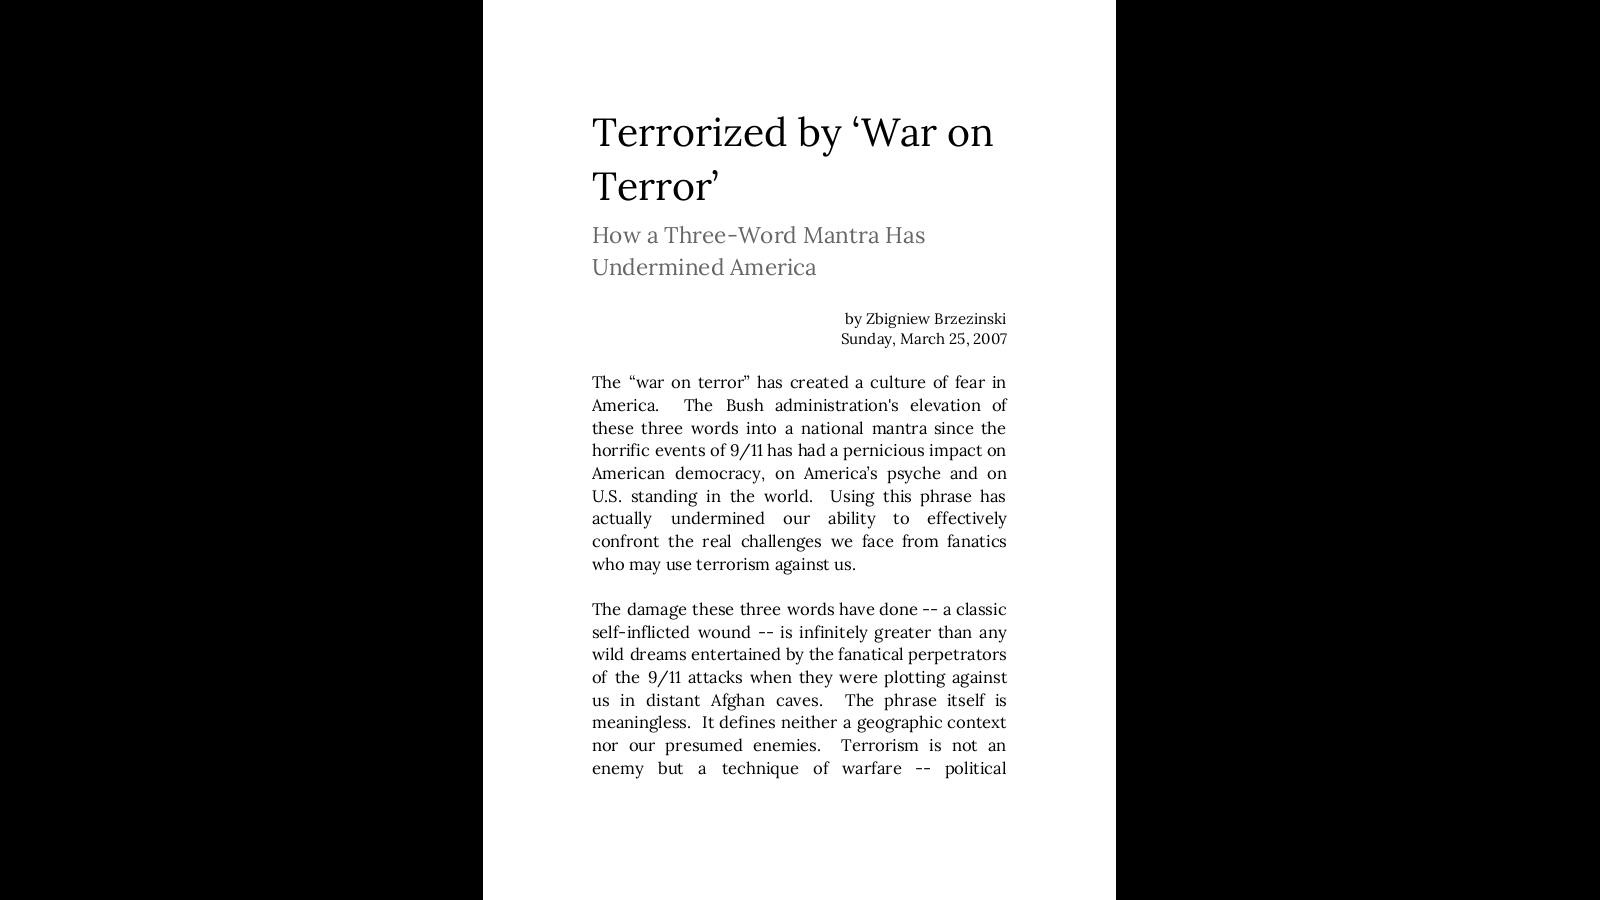 Terrorized by ‘War on
Terror’
How a Three-Word Mantra Has
Undermined America
by Zbigniew Brzezinski
Sunday, March 25, 2007
The “war on terror” has created a culture of fear in
America.  The Bush administration's elevation of
these three words into a national mantra since the
horrific events of 9/11 has had a pernicious impact on
American democracy, on America’s psyche and on
U.S. standing in the world.  Using this phrase has
actually undermined our ability to effectively
confront the real challenges we face from fanatics
who may use terrorism against us.
The damage these three words have done -- a classic
self-inflicted wound -- is infinitely greater than any
wild dreams entertained by the fanatical perpetrators
of the 9/11 attacks when they were plotting against
us in distant Afghan caves.  The phrase itself is
meaningless.  It defines neither a geographic context
nor our presumed enemies.  Terrorism is not an
enemy but a technique of warfare -- political